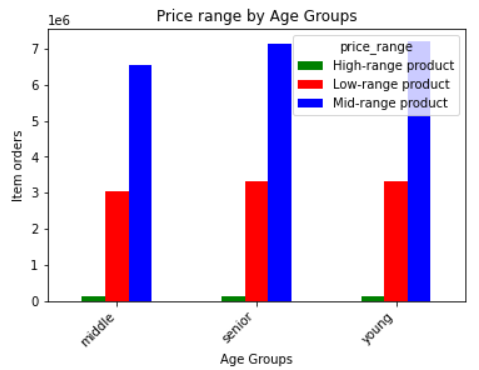 Price range by Age Groups
1e6
price_range
High-range product
Low-range product
Mid-range product
7
6
5
4
3
2
1
0
Item orders
middle
senior
young
Age Groups